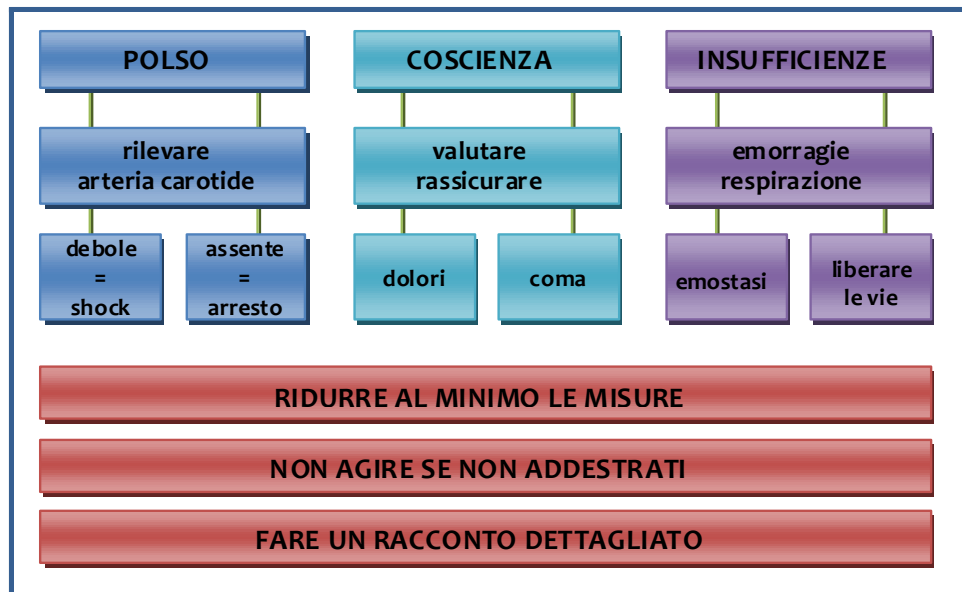 POLSO
COSCIENZA
INSUFFICIENZE
rilevare
arteria carotide
valutare
rassicurare
emorragie
respirazione
debole
=
shock
assente
=
arresto
dolori
coma
emostasi
liberare
le vie
RIDURRE AL MINIMO LE MISURE
NON AGIRE SE NON ADDESTRATI
FARE UN RACCONTO DETTAGLIATO